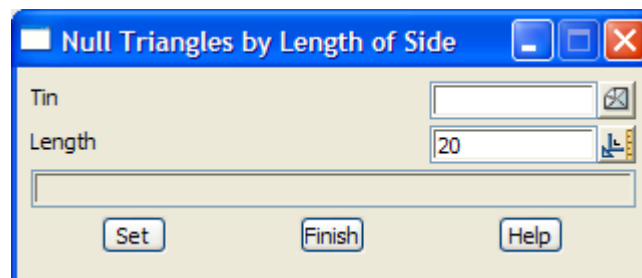 Null Triangles by Length of Side
Tin
Length 20
Set Finish Help